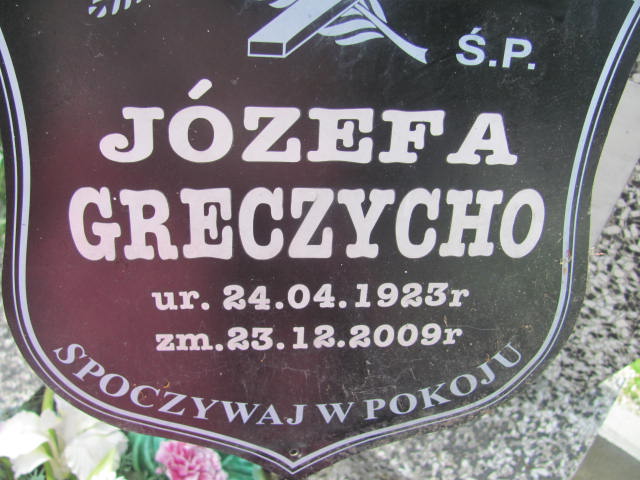 Ś.P.
JÓZEFA
GRECZYCHO
ur. 24.04.1923r
zm.23.12.2009r
SPOCZYWAJ W POKOJU